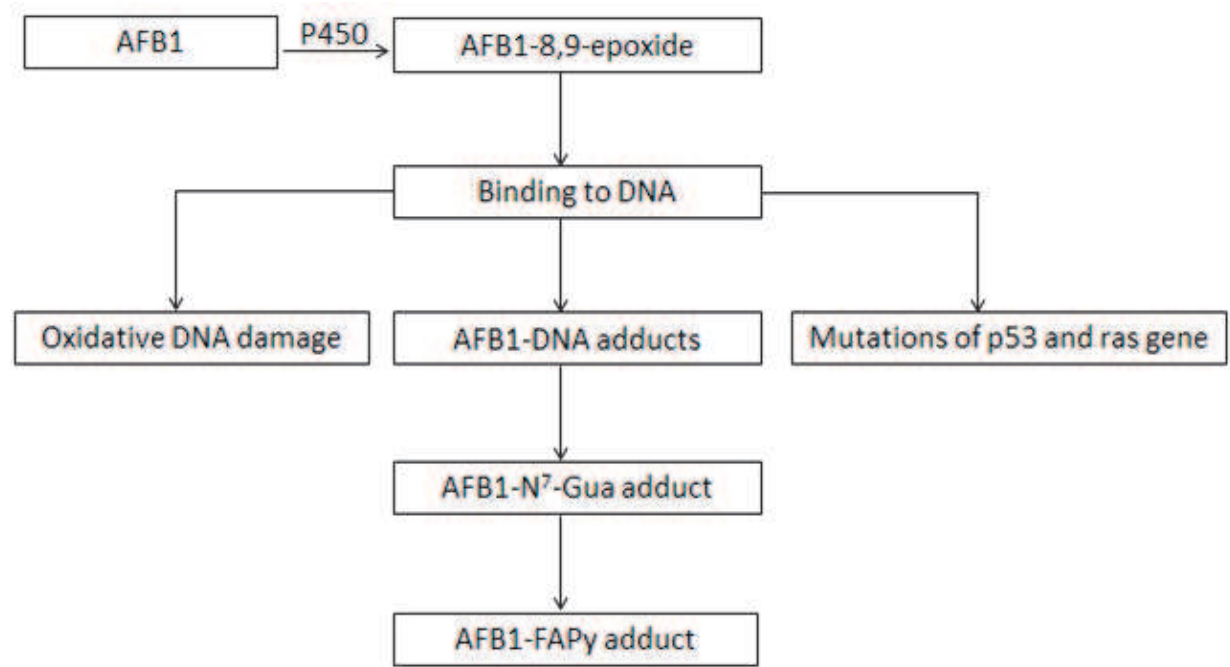 AFB1
P450
AFB1-8,9-epoxide
Binding to DNA
Oxidative DNA damage
AFB1-DNA adducts
Mutations of p53 and ras gene
AFB1-N⁷-Gua adduct
AFB1-FAPy adduct